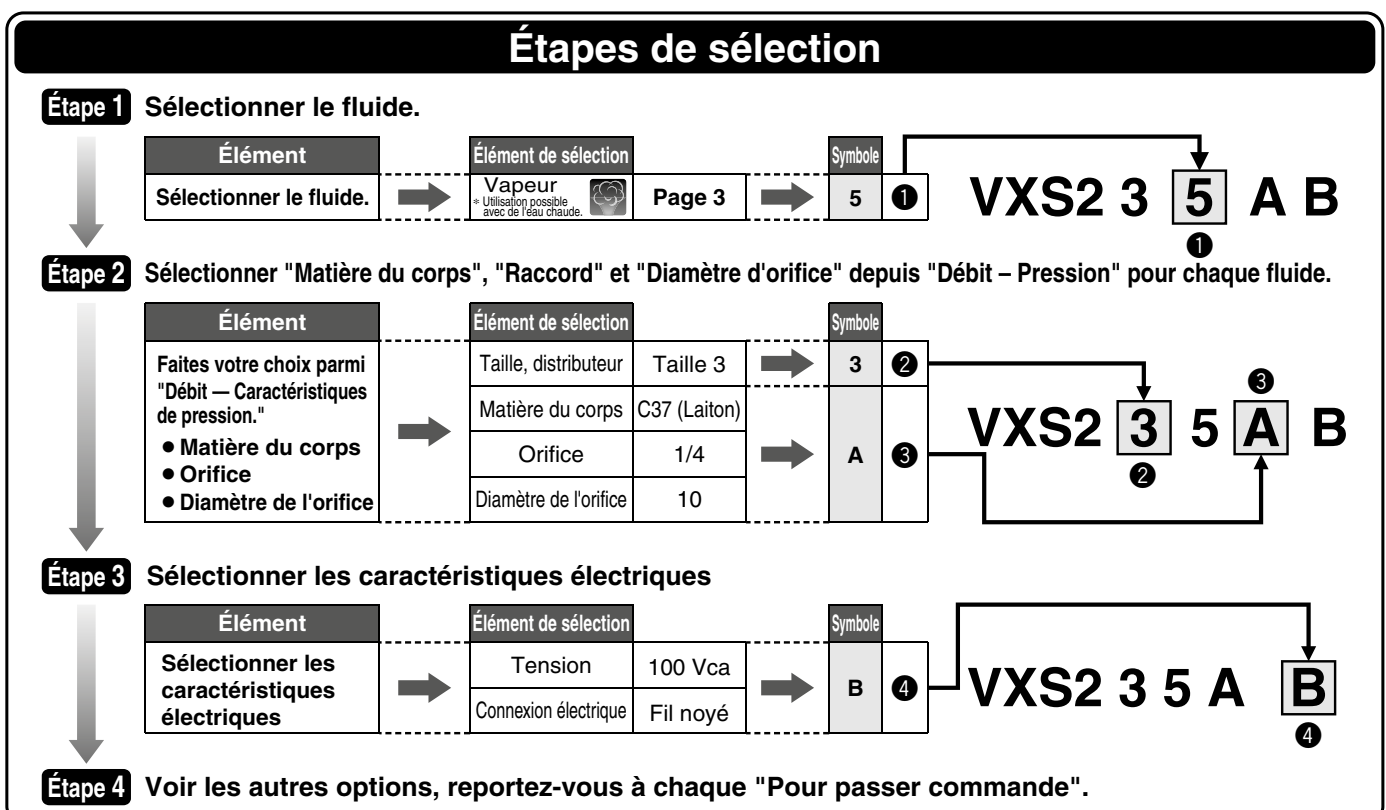 Étapes de sélection
Étape 1 Sélectionner le fluide.
Élément
Élément de sélection
Symbole
Sélectionner le fluide.
Vapeur
* Utilisation possible
avec de l'eau chaude.
Page 3
5
❶
VXS2 3 5 A B
❶
Étape 2 Sélectionner "Matière du corps", "Raccord" et "Diamètre d'orifice" depuis "Débit – Pression" pour chaque fluide.
Élément
Élément de sélection
Symbole
Faites votre choix parmi
"Débit — Caractéristiques
de pression."
● Matière du corps
● Orifice
● Diamètre de l'orifice
Taille, distributeur
Taille 3
3
❷
Matière du corps
C37 (Laiton)
Orifice
1/4
Diamètre de l'orifice
10
A
❸
❸
VXS2 3 5 A B
❷
Étape 3 Sélectionner les caractéristiques électriques
Élément
Élément de sélection
Symbole
Sélectionner les
caractéristiques
électriques
Tension
100 Vca
Connexion électrique
Fil noyé
B
❹
VXS2 3 5 A B
❹
Étape 4 Voir les autres options, reportez-vous à chaque "Pour passer commande".